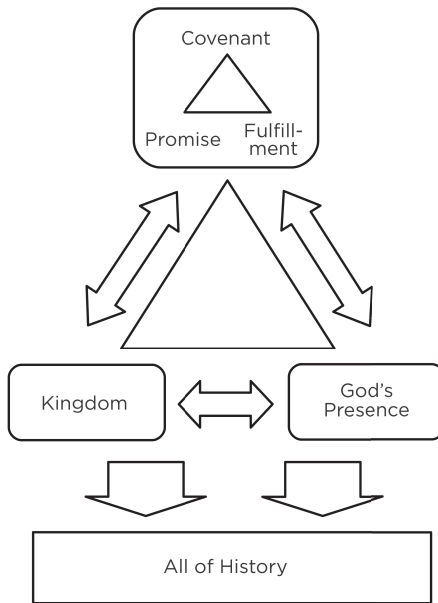 Covenant
Promise
Fulfill-
ment
Kingdom
God's
Presence
All of History